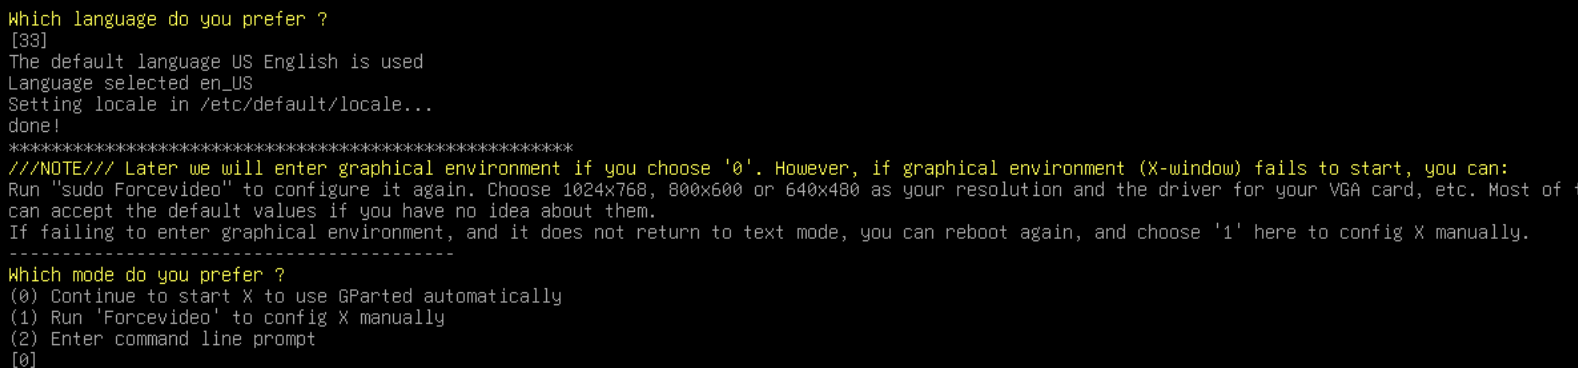 Which language do you prefer ?
[33]
The default language US English is used
Language selected en_US
Setting locale in /etc/default/locale...
done!
*****************************************************
///NOTE/// Later we will enter graphical environment if you choose '0'. However, if graphical environment (X-window) fails to start, you can:
Run "sudo Forcevideo" to configure it again. Choose 1024x768, 800x600 or 640x480 as your resolution and the driver for your VGA card, etc. Most of
can accept the default values if you have no idea about them.
If failing to enter graphical environment, and it does not return to text mode, you can reboot again, and choose '1' here to config X manually.
------------------------------------------
Which mode do you prefer ?
(0) Continue to start X to use GParted automatically
(1) Run 'Forcevideo' to config X manually
(2) Enter command line prompt
[0]